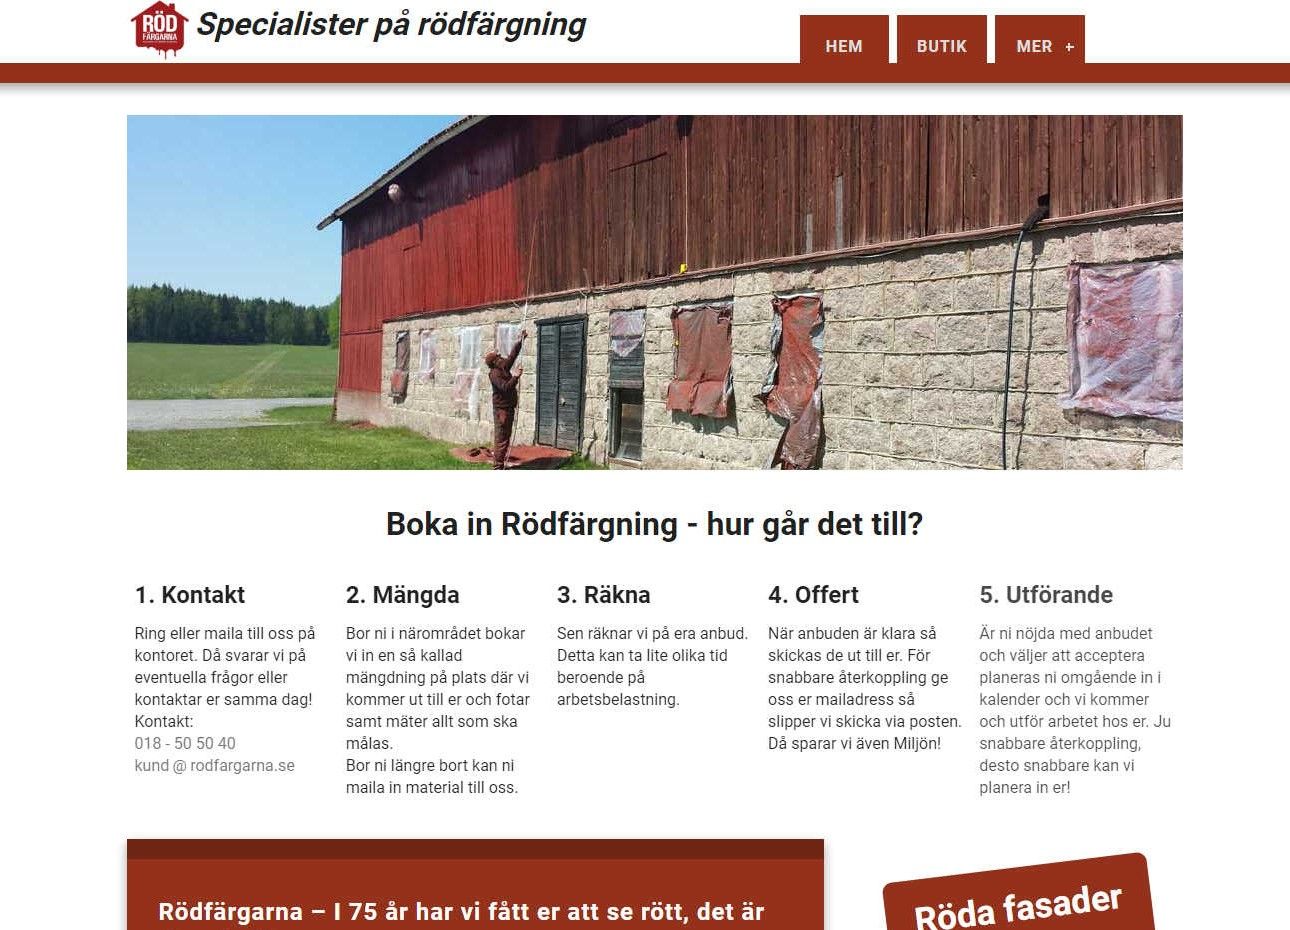 RÖD
FÄRGARNA
Specialister på rödfärgning
HEM
BUTIK
MER +
Boka in Rödfärgning - hur går det till?
1. Kontakt
Ring eller maila till oss på
kontoret. Då svarar vi på
eventuella frågor eller
kontaktar er samma dag!
Kontakt:
018 - 50 50 40
kund @ rodfargarna.se
2. Mängda
Bor ni i närområdet bokar
vi in en så kallad
mängdning på plats där vi
kommer ut till er och fotar
samt mäter allt som ska
målas.
Bor ni längre bort kan ni
maila in material till oss.
3. Räkna
Sen räknar vi på era anbud.
Detta kan ta lite olika tid
beroende på
arbetsbelastning.
4. Offert
När anbuden är klara så
skickas de ut till er. För
snabbare återkoppling ge
oss er mailadress så
slipper vi skicka via posten.
Då sparar vi även Miljön!
5. Utförande
Är ni nöjda med anbudet
och väljer att acceptera
planeras ni omgående in i
kalender och vi kommer
och utför arbetet hos er. Ju
snabbare återkoppling,
desto snabbare kan vi
planera in er!
Rödfärgarna – I 75 år har vi fått er att se rött, det är
Röda fasader